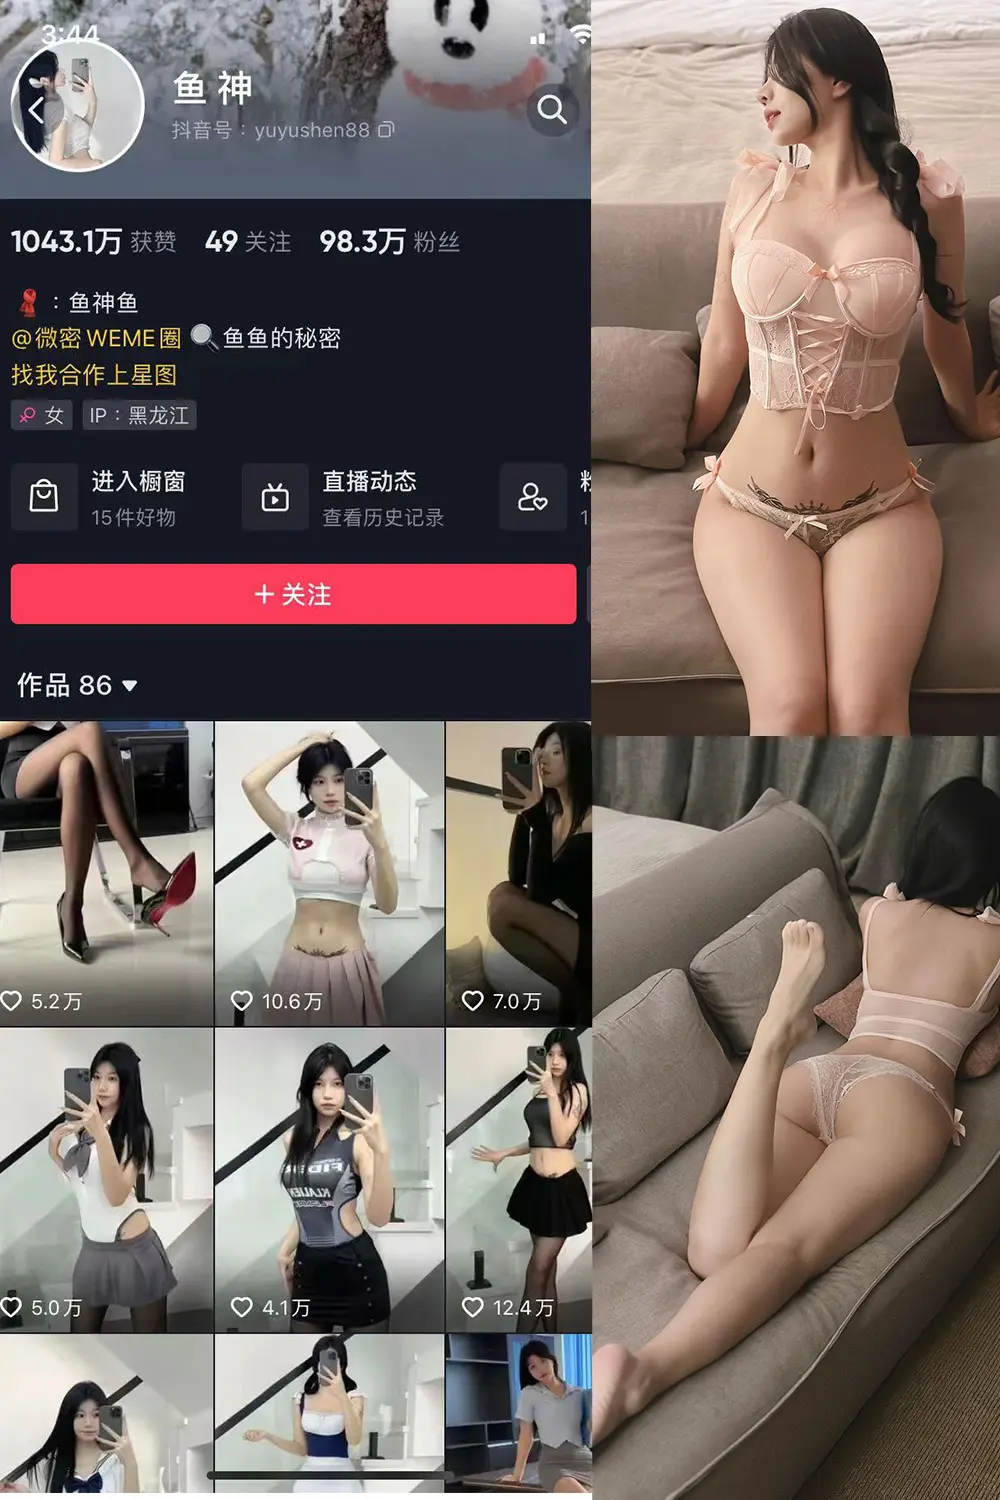 3:44
鱼神
抖音号：yuyushen88
1043.1万 获赞 49 关注 98.3万 粉丝
：鱼神鱼
@微密WEME圈 鱼鱼的秘密
找我合作上星图
女 IP：黑龙江
进入橱窗
15件好物
直播动态
查看历史记录
+ 关注
作品 86
5.2万
10.6万
7.0万
5.0万
4.1万
12.4万